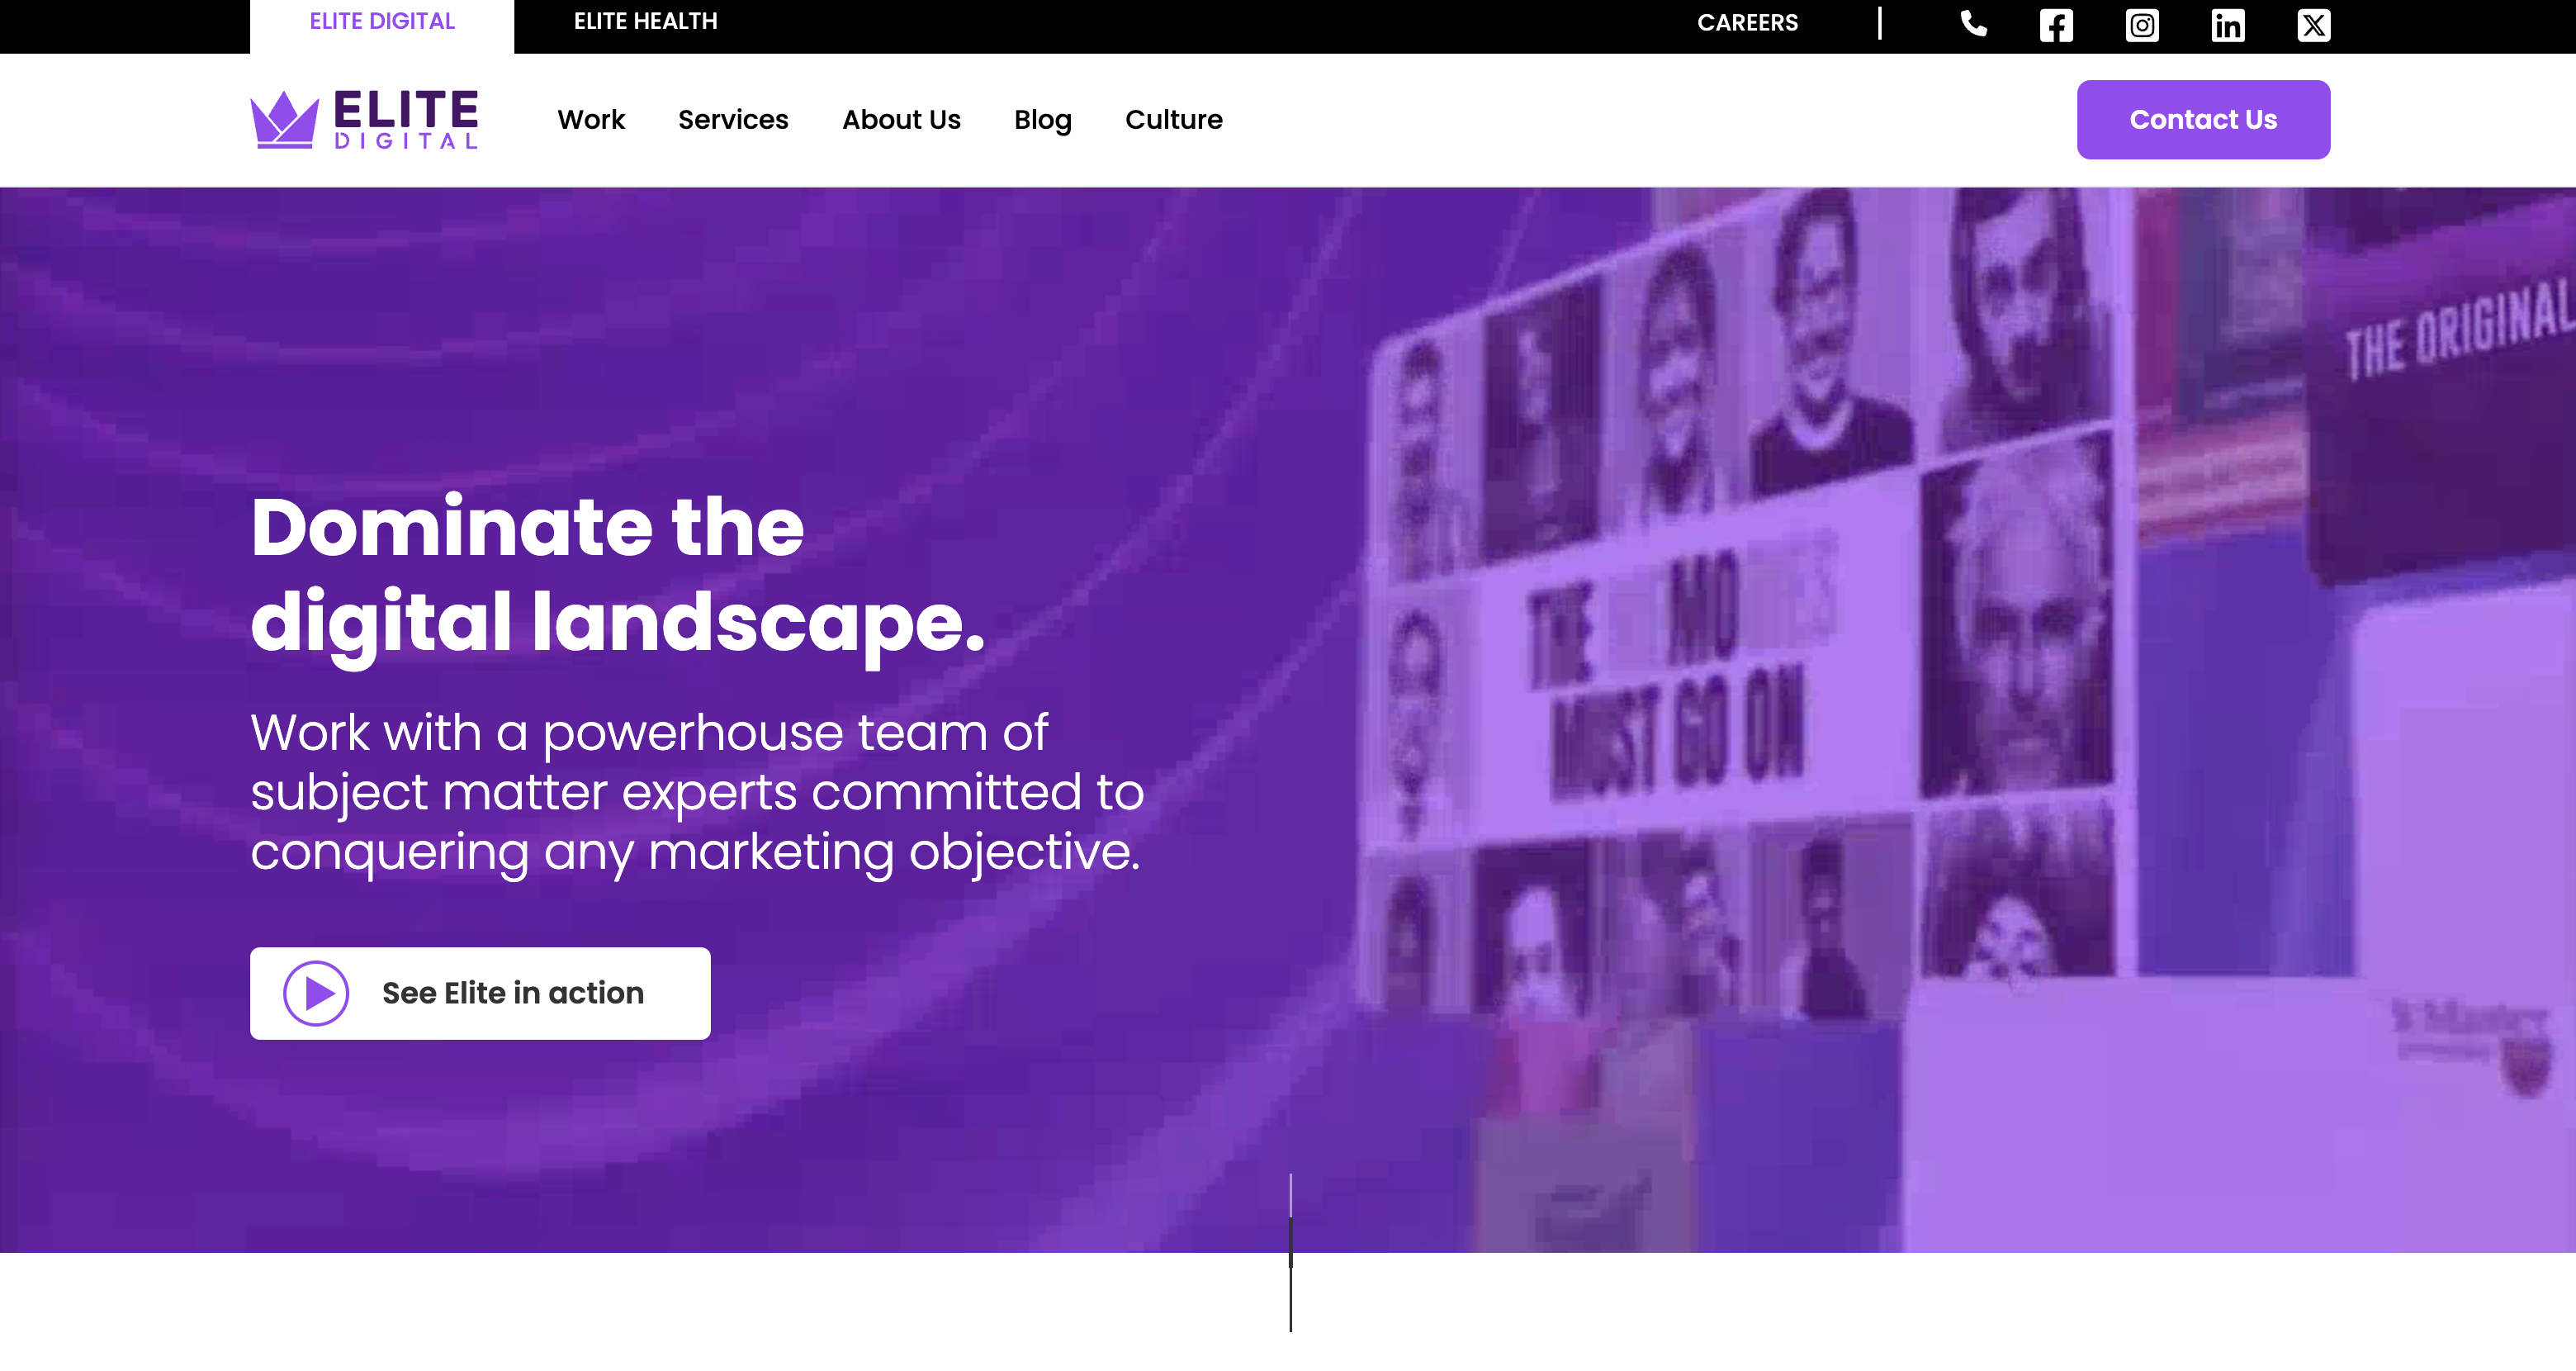 ELITE DIGITAL
ELITE HEALTH
CAREERS
ELITE
DIGITAL
Work
Services
About Us
Blog
Culture
Contact Us
Dominate the
digital landscape.
Work with a powerhouse team of
subject matter experts committed to
conquering any marketing objective.
See Elite in action
THE MO
MUST GO ON
THE ORIGINAL